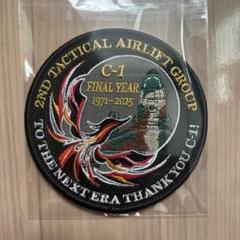 2ND TACTICAL AIRLIFT GROUP
C-1
FINAL YEAR
1971~2025
TO THE NEXT ERA THANK YOU C-1!